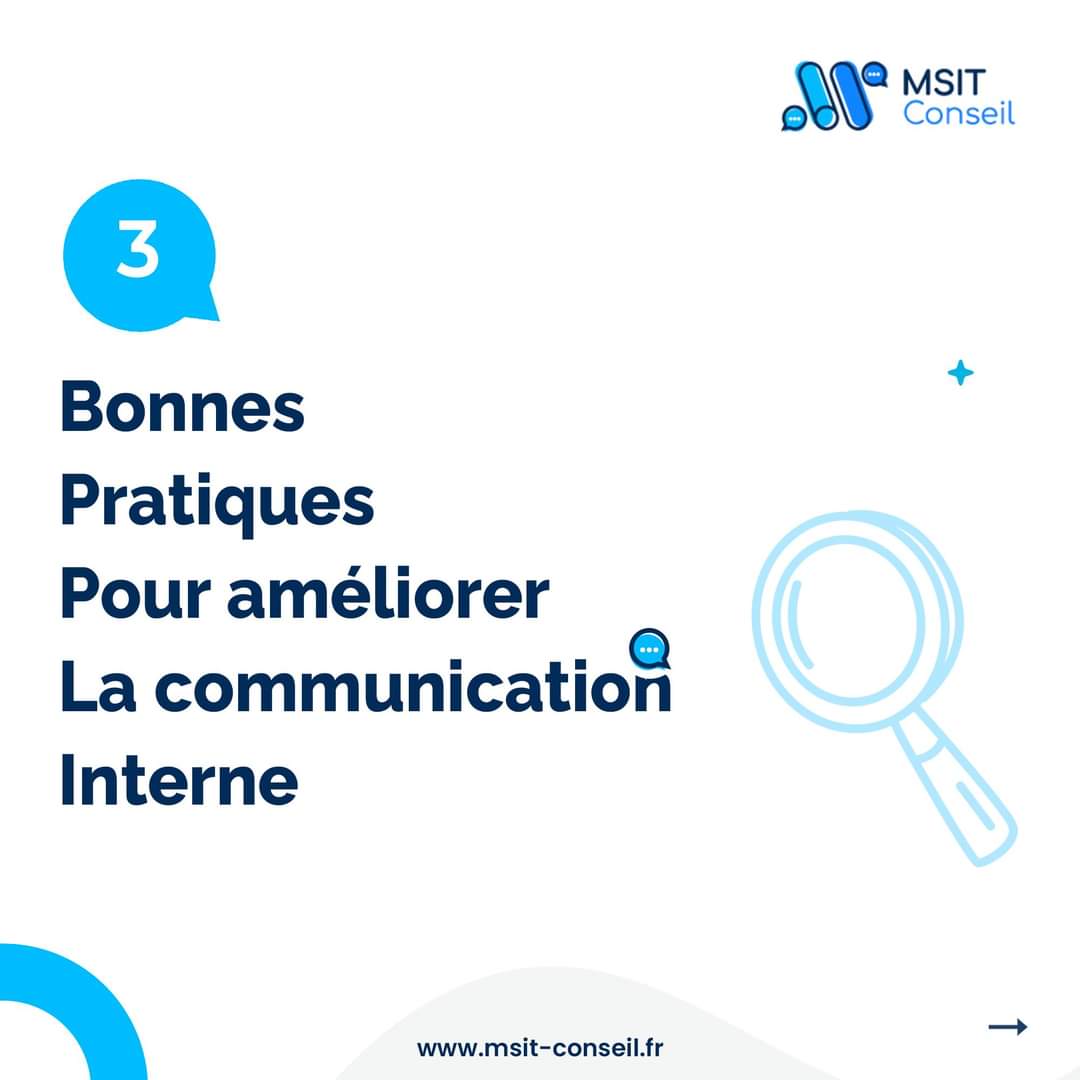 MSIT
Conseil
3
Bonnes
Pratiques
Pour améliorer
La communication
Interne
www.msit-conseil.fr